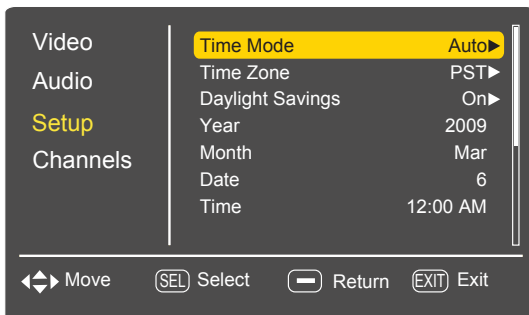 Video
Audio
Setup
Channels
Time Mode Auto▶
Time Zone PST▶
Daylight Savings On▶
Year 2009
Month Mar
Date 6
Time 12:00 AM
Move SEL Select Return EXIT Exit